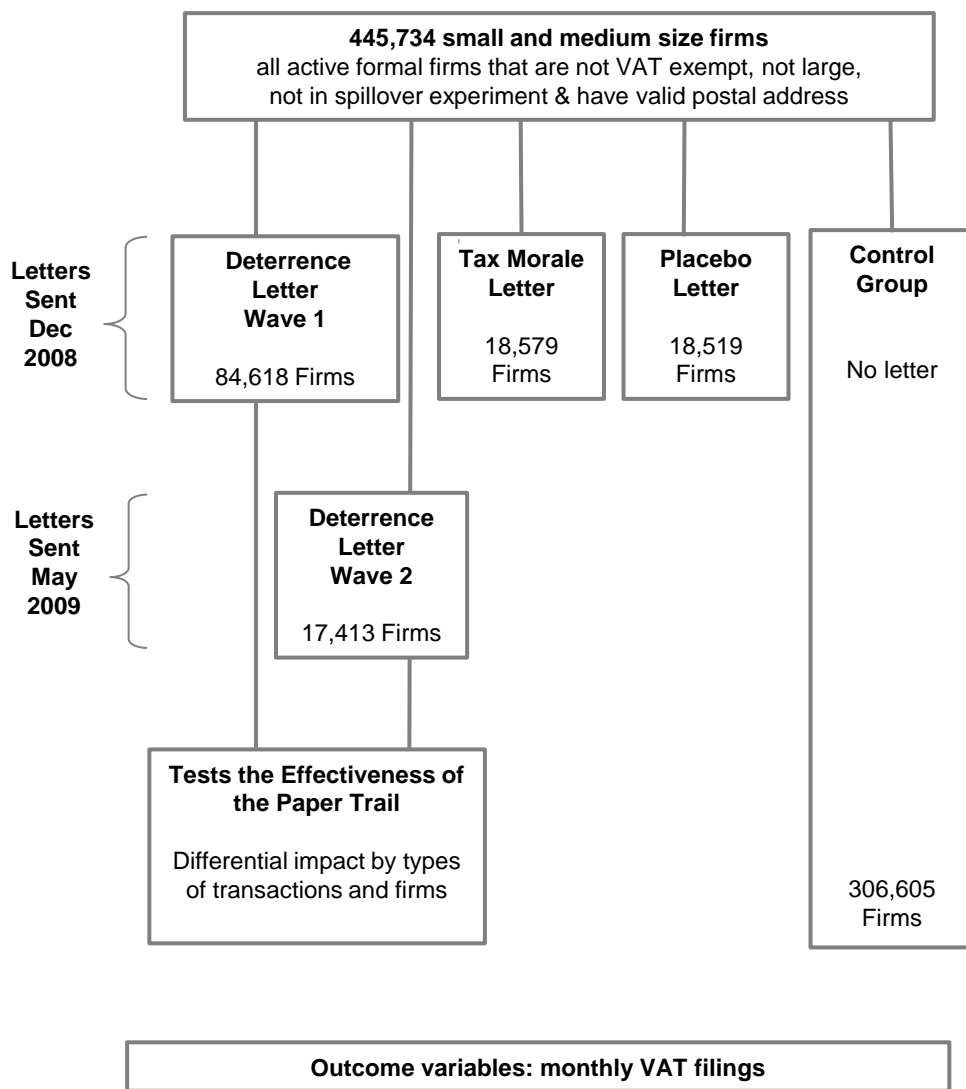 445,734 small and medium size firms
all active formal firms that are not VAT exempt, not large,
not in spillover experiment & have valid postal address
Letters
Sent
Dec
2008
Deterrence
Letter
Wave 1
84,618 Firms
Tax Morale
Letter
18,579
Firms
Placebo
Letter
18,519
Firms
Control
Group
No letter
306,605
Firms
Letters
Sent
May
2009
Deterrence
Letter
Wave 2
17,413 Firms
Tests the Effectiveness of
the Paper Trail
Differential impact by types
of transactions and firms
Outcome variables: monthly VAT filings